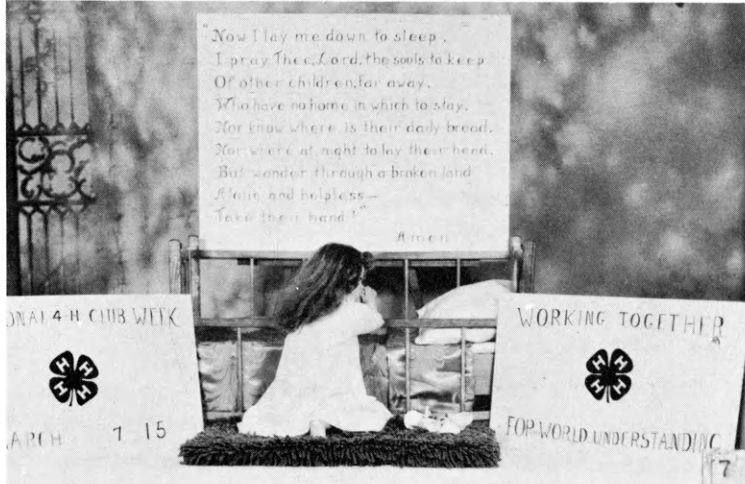 "Now I lay me down to sleep.
I pray Thee, Lord, the souls to keep
Of other children, far away,
Who have no home in which to stay,
Nor know where is their daily bread,
Nor where at night to lay their head,
But wander through a broken land
Alone and helpless—
Take their hand!"
Amen
ONAL 4-H CLUB WEEK
H H H H
ARCH 7 15
WORKING TOGETHER
H H H H
FOR WORLD UNDERSTANDING
7